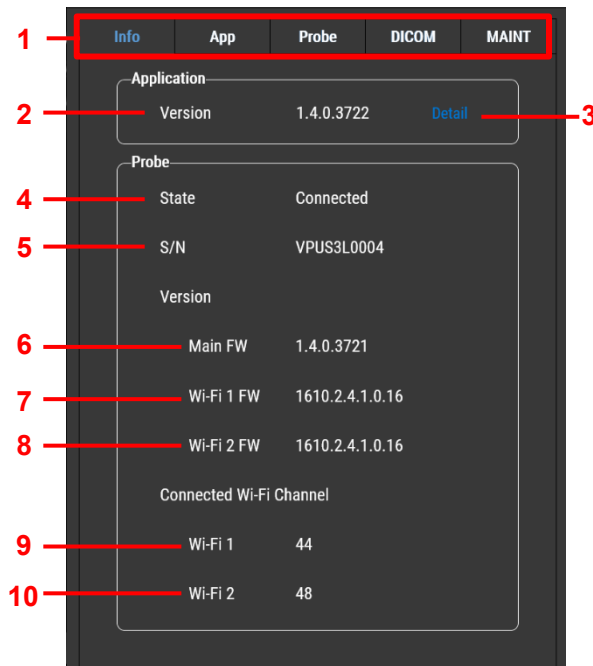 1 Info App Probe DICOM MAINT
Application
2 Version 1.4.0.3722 Detail 3
Probe
4 State Connected
5 S/N VPUS3L0004
Version
6 Main FW 1.4.0.3721
7 Wi-Fi 1 FW 1610.2.4.1.0.16
8 Wi-Fi 2 FW 1610.2.4.1.0.16
Connected Wi-Fi Channel
9 Wi-Fi 1 44
10 Wi-Fi 2 48